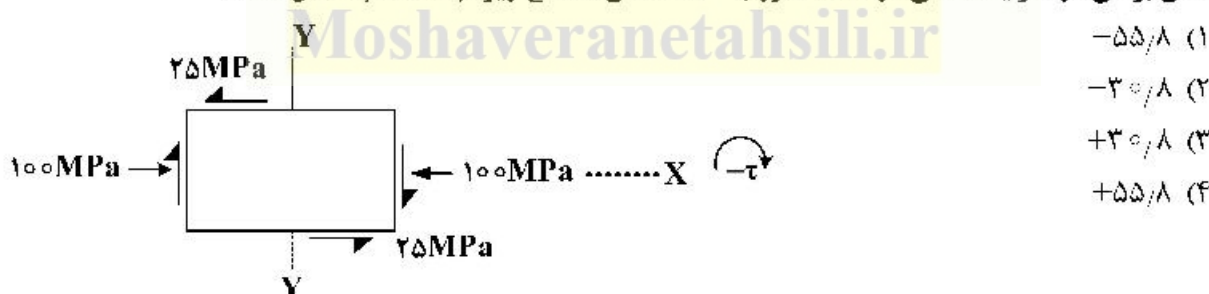 Moshaveranetahsili.ir
Y
۲۵MPa
۱۰۰MPa
۱۰۰MPa ........ X
−τ
۲۵MPa
Y
۱) −۵۵٫۸
۲) −۳۰٫۸
۳) +۳۰٫۸
۴) +۵۵٫۸